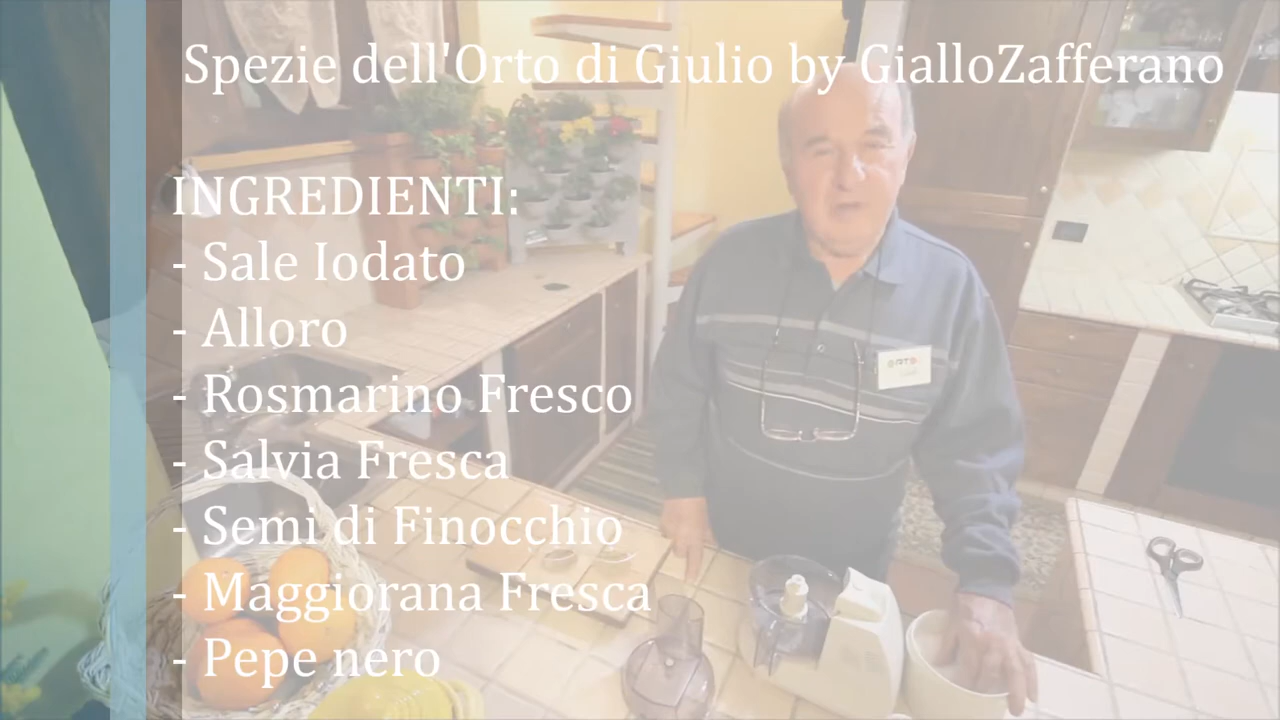 Spezie dell'Orto di Giulio by GialloZafferano
INGREDIENTI:
- Sale Iodato
- Alloro
- Rosmarino Fresco
- Salvia Fresca
- Semi di Finocchio
- Maggiorana Fresca
- Pepe nero
ORTO